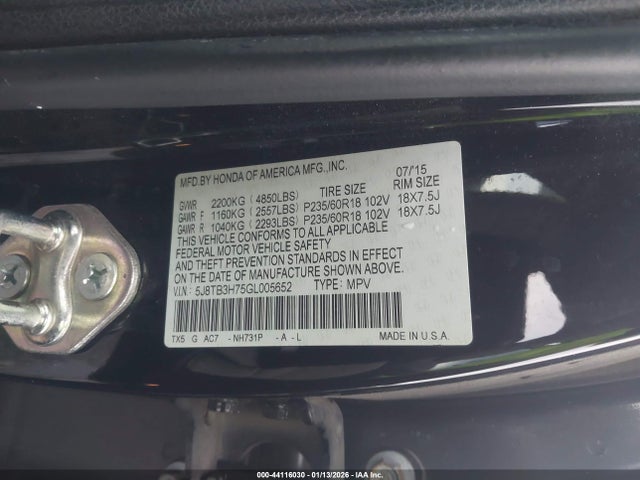 MFD.BY HONDA OF AMERICA MFG.,INC. 07/'15
GVWR 2200KG (4850LBS) TIRE SIZE RIM SIZE
GAWR F 1160KG (2557LBS) P235/60R18 102V 18X7.5J
GAWR R 1040KG (2293LBS) P235/60R18 102V 18X7.5J
THIS VEHICLE CONFORMS TO ALL APPLICABLE
FEDERAL MOTOR VEHICLE SAFETY
AND THEFT PREVENTION STANDARDS IN EFFECT
ON THE DATE OF MANUFACTURE SHOWN ABOVE.
V.I.N.: 5J8TB3H75GL005652 TYPE: MPV
TX5 G AC7 - NH731P - A - L MADE IN U.S.A.
000-44116030 - 01/13/2026 - IAA Inc.